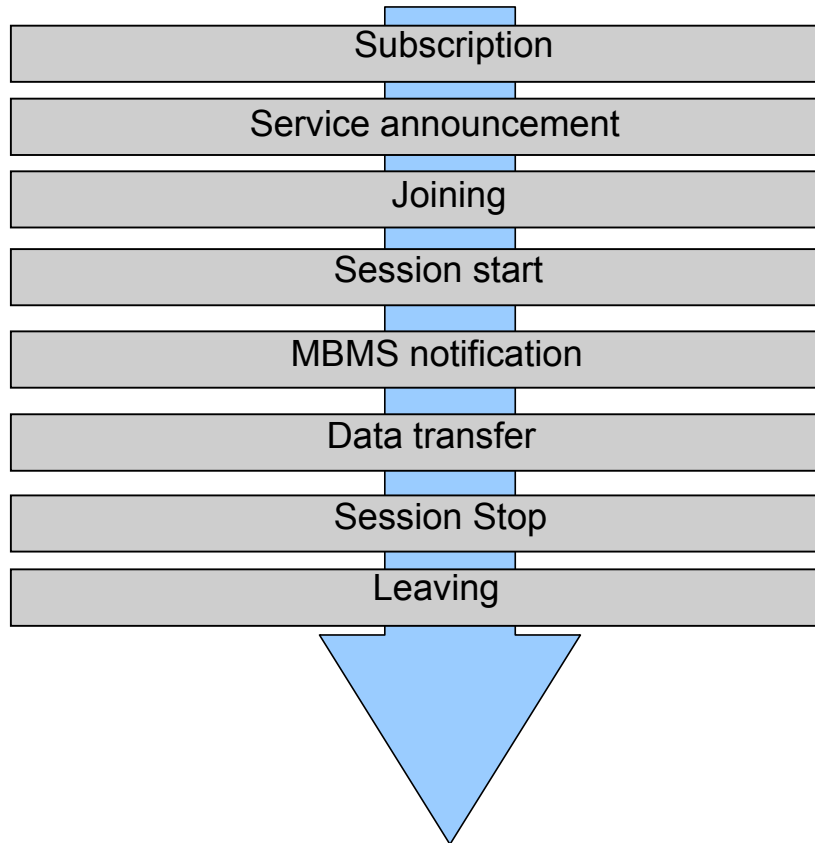 Subscription
Service announcement
Joining
Session start
MBMS notification
Data transfer
Session Stop
Leaving